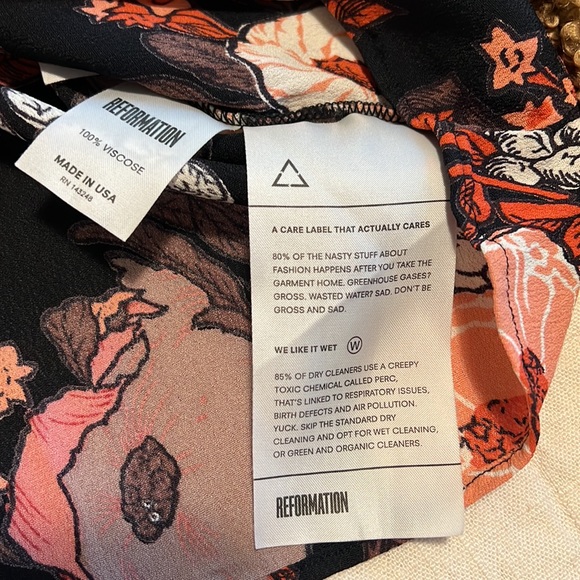 REFORMATION
100% VISCOSE
MADE IN USA
RN 143248
A CARE LABEL THAT ACTUALLY CARES
80% OF THE NASTY STUFF ABOUT
FASHION HAPPENS AFTER YOU TAKE THE
GARMENT HOME. GREENHOUSE GASES?
GROSS. WASTED WATER? SAD. DON'T BE
GROSS AND SAD.
WE LIKE IT WET W
85% OF DRY CLEANERS USE A CREEPY
TOXIC CHEMICAL CALLED PERC,
THAT'S LINKED TO RESPIRATORY ISSUES,
BIRTH DEFECTS AND AIR POLLUTION.
YUCK. SKIP THE STANDARD DRY
CLEANING AND OPT FOR WET CLEANING,
OR GREEN AND ORGANIC CLEANERS.
REFORMATION